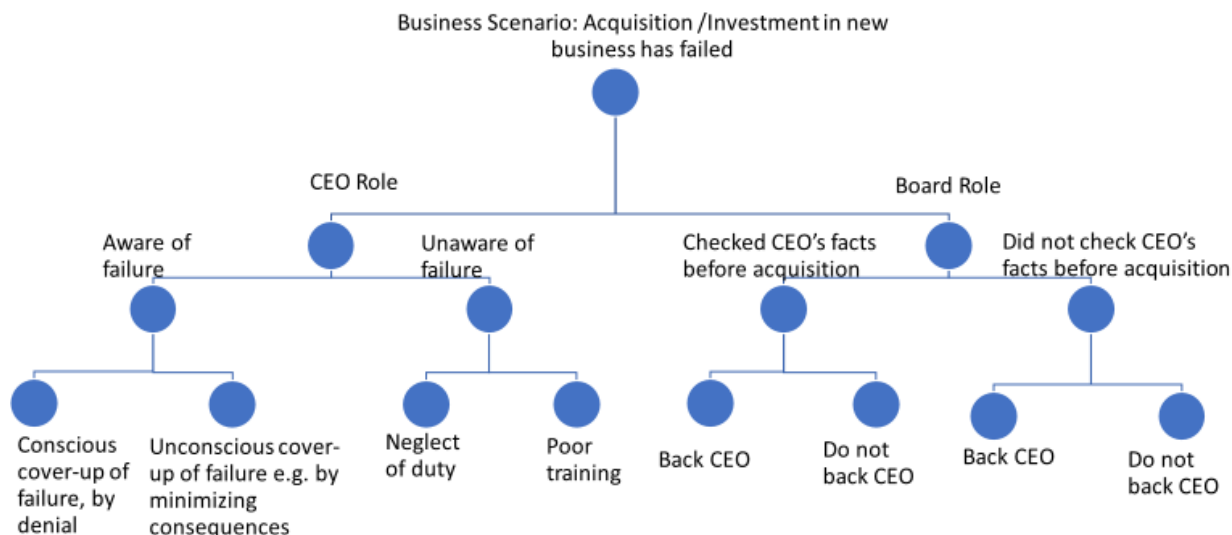 Business Scenario: Acquisition /Investment in new
business has failed
CEO Role
Board Role
Aware of
failure
Unaware of
failure
Checked CEO's facts
before acquisition
Did not check CEO's
facts before acquisition
Conscious
cover-up of
failure, by
denial
Unconscious cover-
up of failure e.g. by
minimizing
consequences
Neglect
of duty
Poor
training
Back CEO
Do not
back CEO
Back CEO
Do not
back CEO